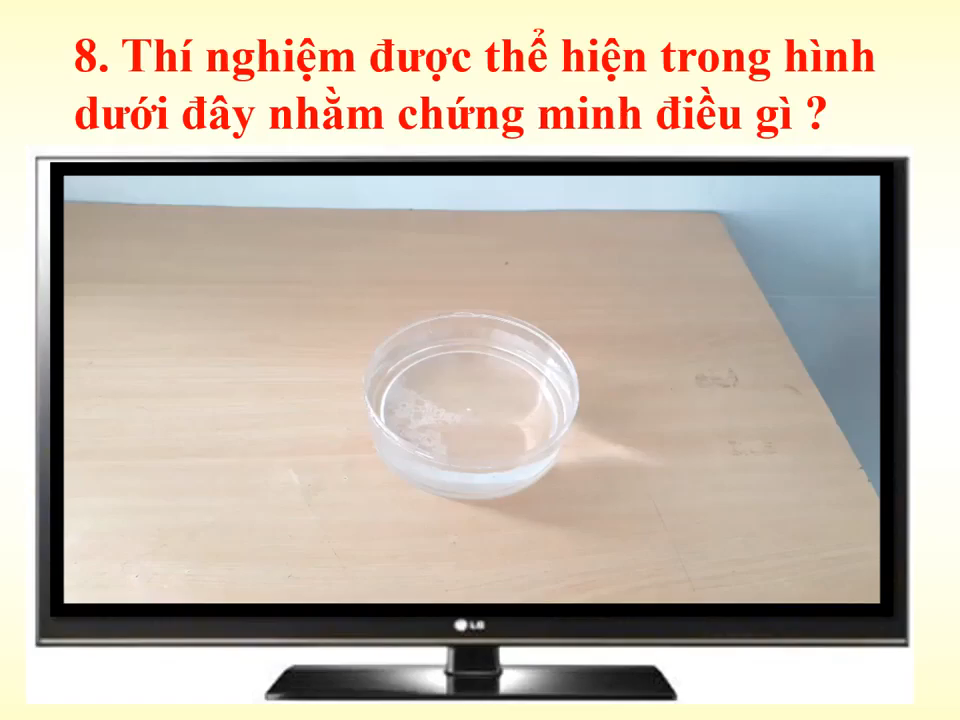 8. Thí nghiệm được thể hiện trong hình
dưới đây nhằm chứng minh điều gì ?
LG